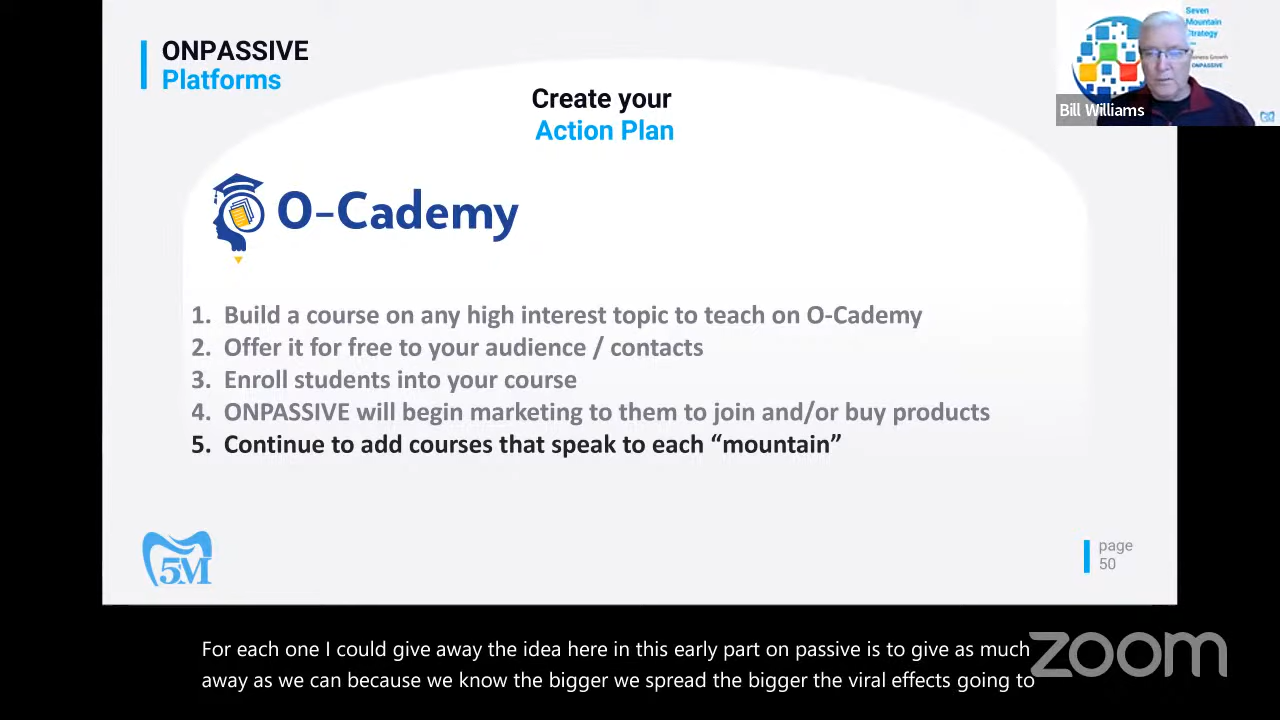 ONPASSIVE
Platforms
Create your
Action Plan
Seven
Mountain
Strategy
ONPASSIVE
Bill Williams
O-Cademy
1. Build a course on any high interest topic to teach on O-Cademy
2. Offer it for free to your audience / contacts
3. Enroll students into your course
4. ONPASSIVE will begin marketing to them to join and/or buy products
5. Continue to add courses that speak to each “mountain”
5M
page
50
For each one I could give away the idea here in this early part on passive is to give as much
away as we can because we know the bigger we spread the bigger the viral effects going to
zoom